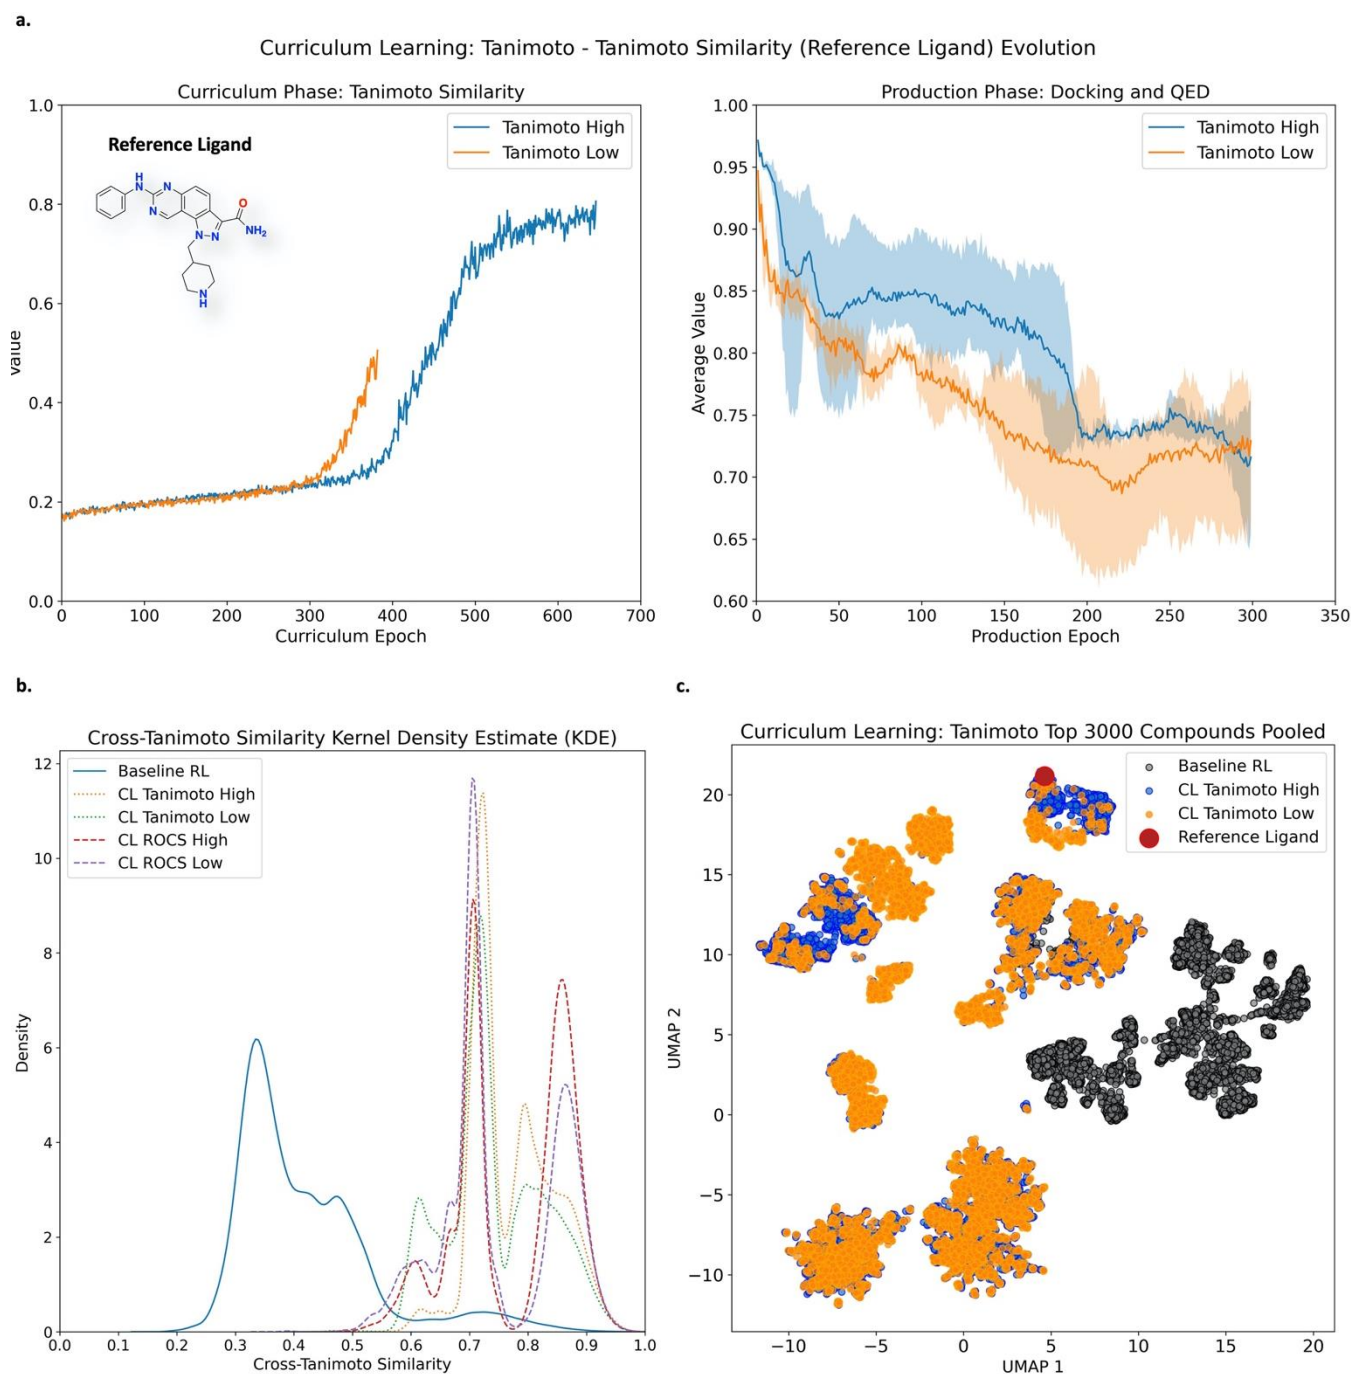 a.
Curriculum Learning: Tanimoto - Tanimoto Similarity (Reference Ligand) Evolution
Curriculum Phase: Tanimoto Similarity
1.0
0.8
0.6
0.4
0.2
0.0
Value
Reference Ligand
H
N
N
N
N
N
O
NH₂
N
H
Tanimoto High
Tanimoto Low
0
100
200
300
400
500
600
700
Curriculum Epoch
Production Phase: Docking and QED
1.00
0.95
0.90
0.85
0.80
0.75
0.70
0.65
0.60
Average Value
Tanimoto High
Tanimoto Low
0
50
100
150
200
250
300
350
Production Epoch
b.
Cross-Tanimoto Similarity Kernel Density Estimate (KDE)
12
10
8
6
4
2
0
Density
Baseline RL
CL Tanimoto High
CL Tanimoto Low
CL ROCS High
CL ROCS Low
0.0
0.1
0.2
0.3
0.4
0.5
0.6
0.7
0.8
0.9
1.0
Cross-Tanimoto Similarity
c.
Curriculum Learning: Tanimoto Top 3000 Compounds Pooled
20
15
10
5
0
−5
−10
UMAP 2
Baseline RL
CL Tanimoto High
CL Tanimoto Low
Reference Ligand
−10
−5
0
5
10
15
20
UMAP 1